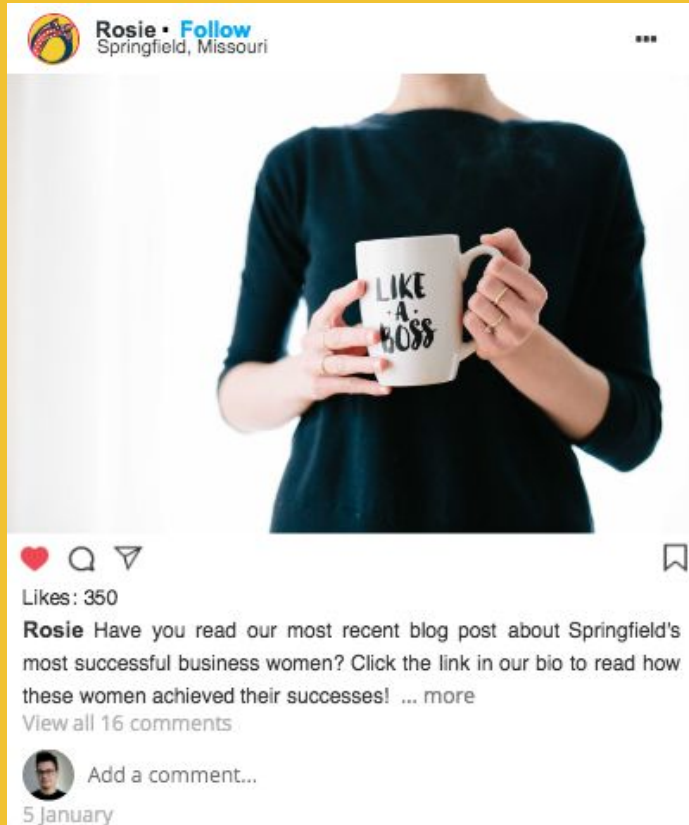 Rosie • Follow
Springfield, Missouri
LIKE
·A·
BOSS
Likes: 350
Rosie Have you read our most recent blog post about Springfield's
most successful business women? Click the link in our bio to read how
these women achieved their successes! ... more
View all 16 comments
Add a comment...
5 January